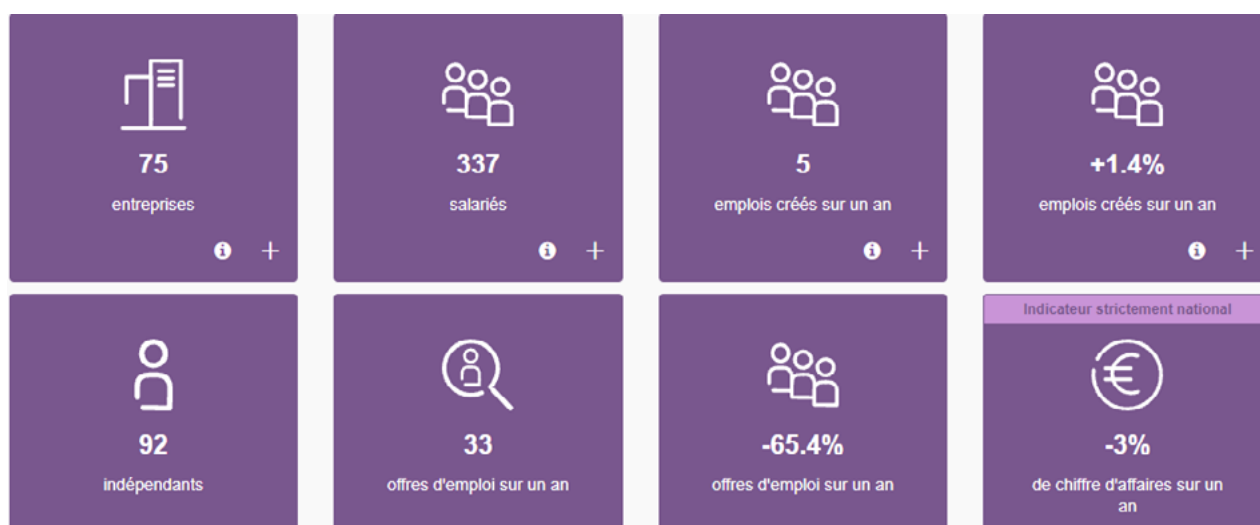 75
entreprises
337
salariés
5
emplois créés sur un an
+1.4%
emplois créés sur un an
92
indépendants
33
offres d'emploi sur un an
-65.4%
offres d'emploi sur un an
Indicateur strictement national
-3%
de chiffre d'affaires sur un
an